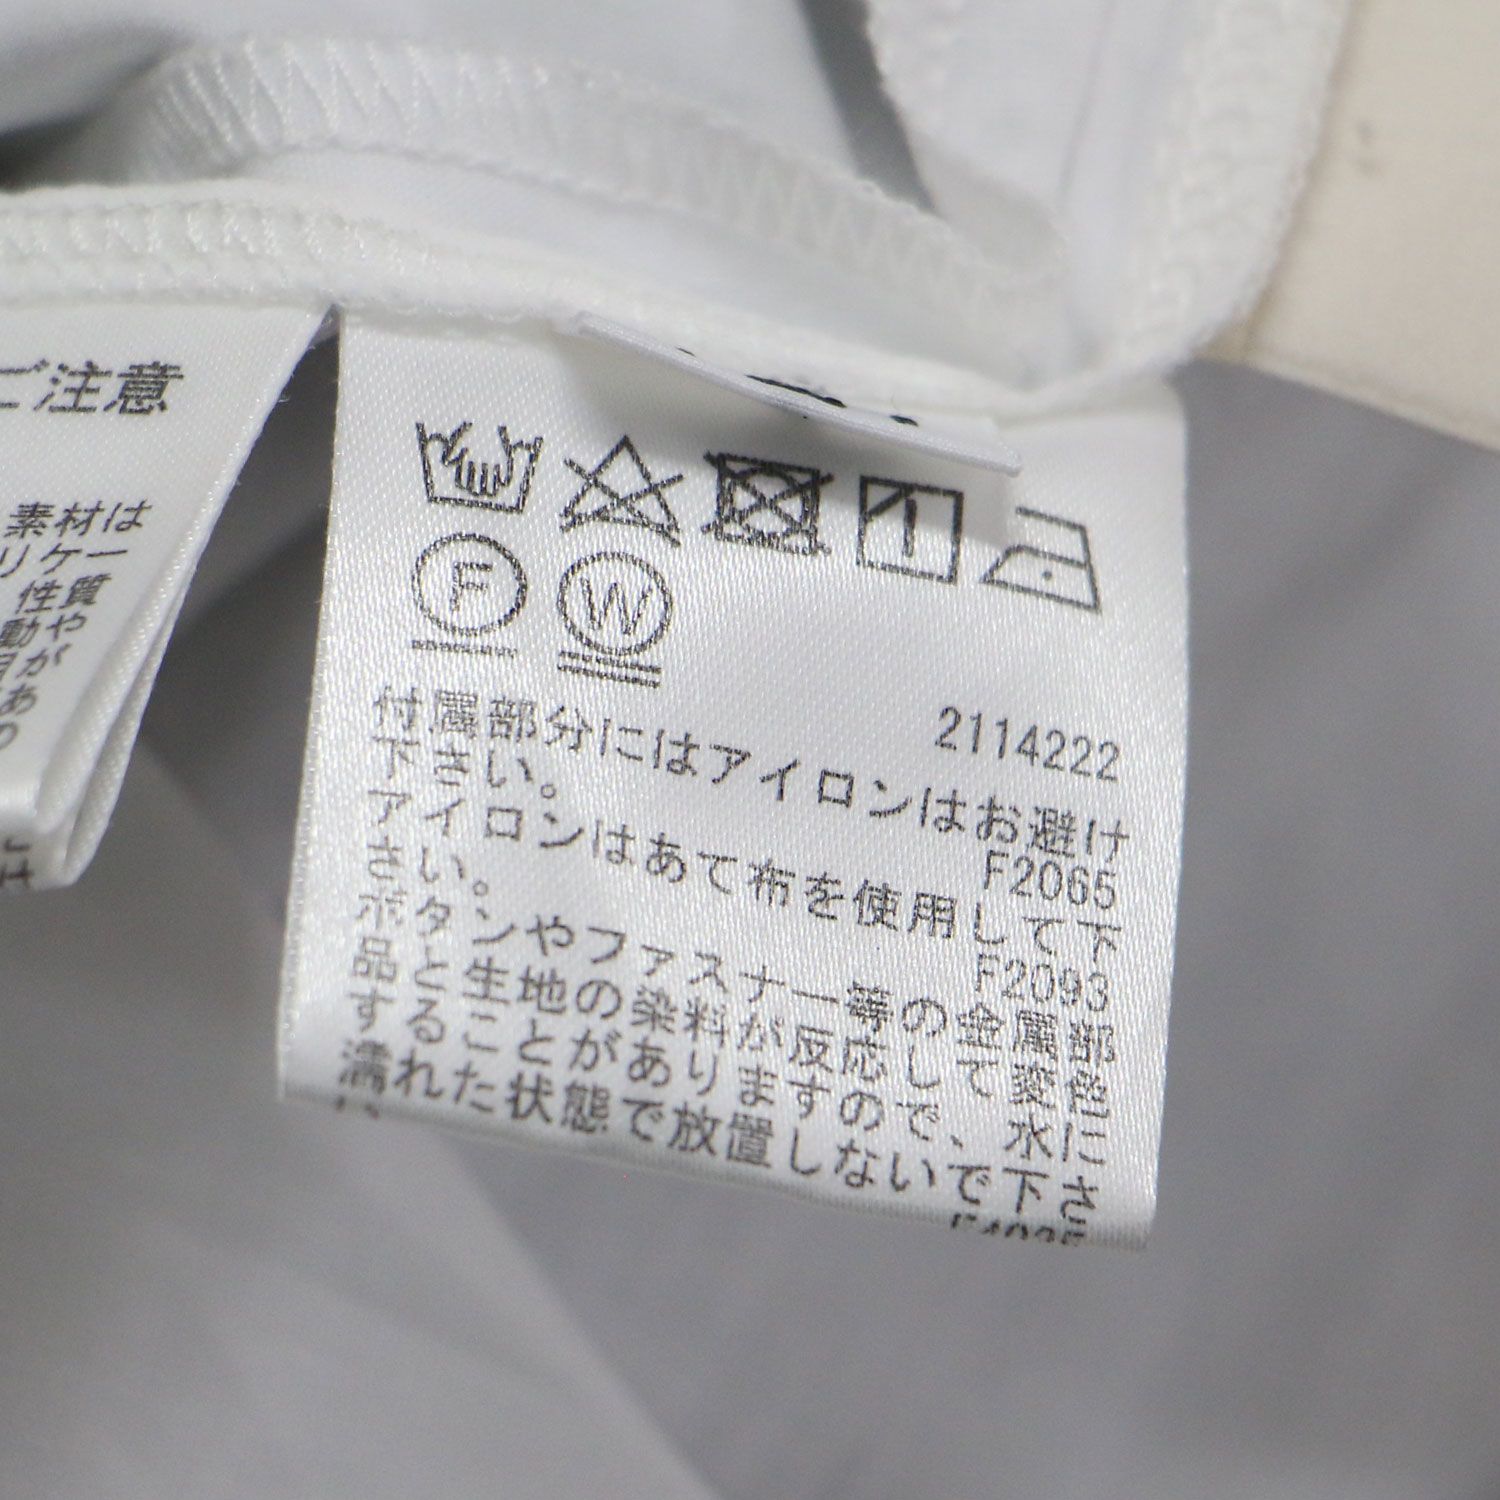 ご注意
素材は
リケー
性質
動や
が
あ
の
F
W
2114222
付属部分にはアイロンはお避け
下さい。
F2065
アイロンはあて布を使用して下
さい。
F2093
ボタンやファスナー等の金属部
品と生地の染料が反応して変色
することがありますので、水に
濡れた状態で放置しないで下さ